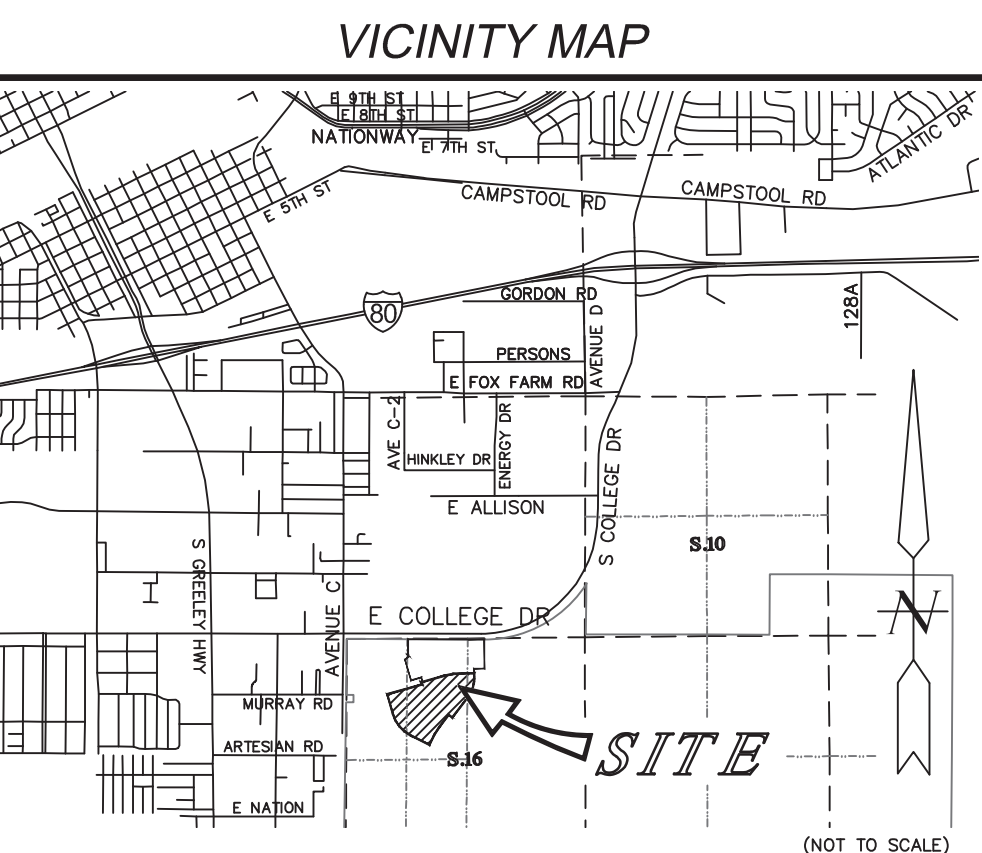 VICINITY MAP
E 9TH ST
E 8TH ST
NATIONWAY
E 7TH ST
ATLANTIC DR
E 5TH ST
CAMPSTOOL RD
CAMPSTOOL RD
GORDON RD
80
128A
AVENUE D
PERSONS
E FOX FARM RD
AVE C-2
ENERGY DR
HINKLEY DR
S COLLEGE DR
E ALLISON
S.10
S GREELEY HWY
AVENUE C
E COLLEGE DR
N
MURRAY RD
ARTESIAN RD
SITE
S.16
E NATION
(NOT TO SCALE)